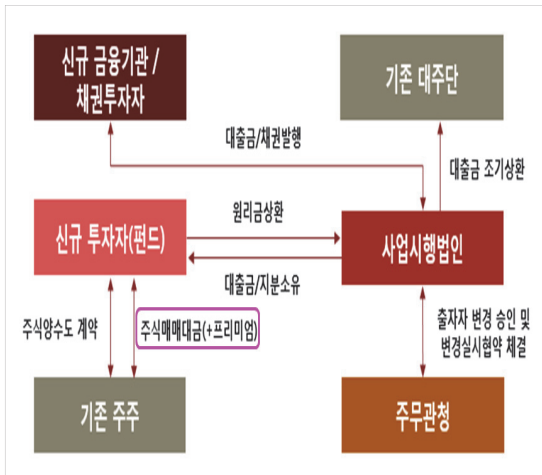 신규 금융기관 /
채권투자자
기존 대주단
대출금/채권발행
대출금 조기상환
원리금상환
신규 투자자(펀드)
사업시행법인
대출금/지분소유
주식양수도 계약
주식매매대금(+프리미엄)
출자자 변경 승인 및
변경실시협약 체결
기존 주주
주무관청